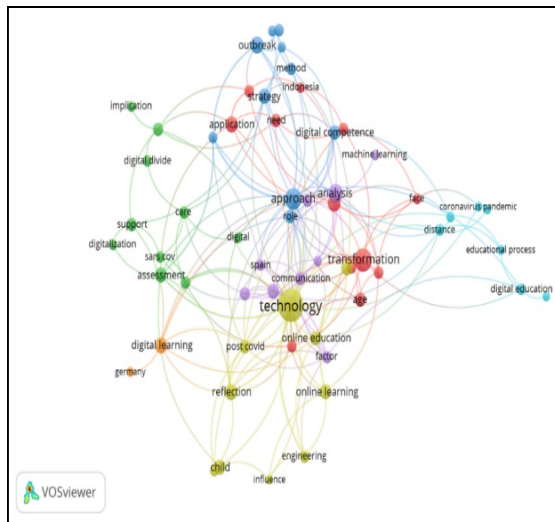 outbreak
method
indonesia
implication
strategy
application
need
digital competence
machine learning
digital divide
approach
analysis
face
coronavirus pandemic
care
role
support
distance
digitalization
digital
educational process
sars cov
spain
transformation
assessment
communication
digital education
age
technology
online education
digital learning
post covid
factor
germany
reflection
online learning
engineering
child
influence
VOSviewer